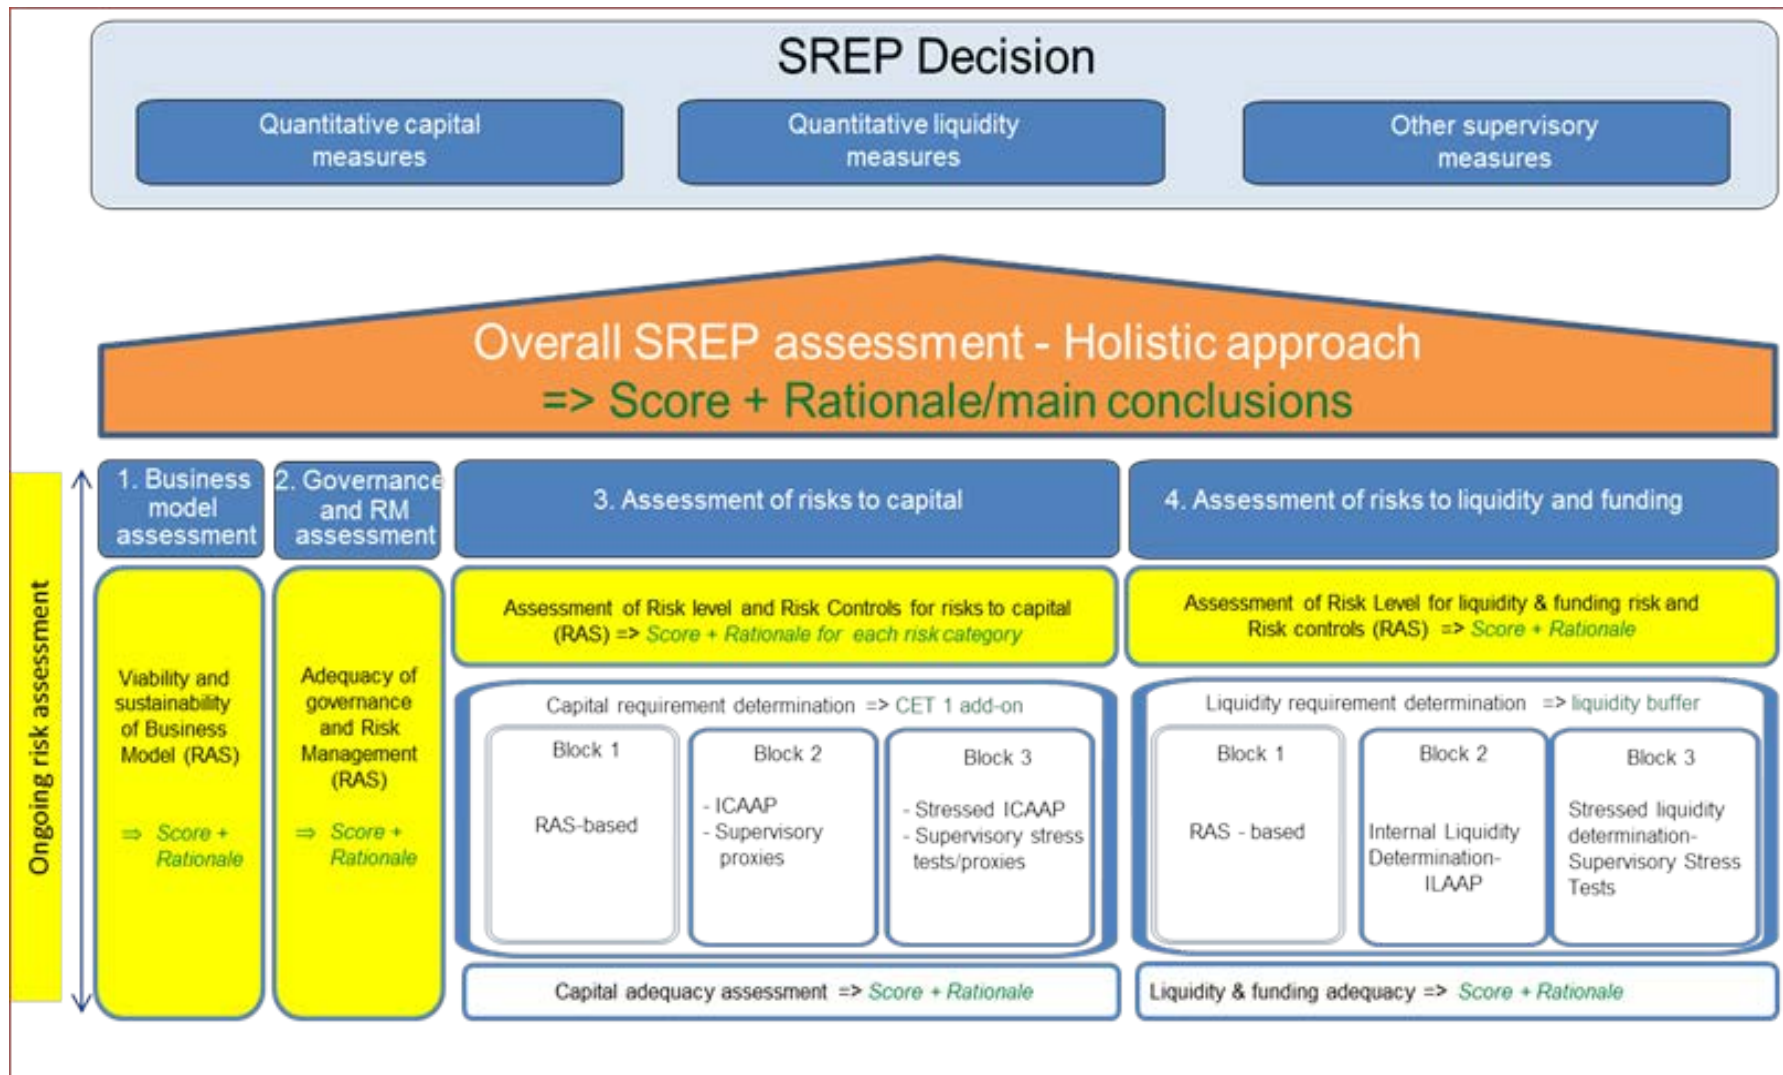 SREP Decision
Quantitative capital
measures
Quantitative liquidity
measures
Other supervisory
measures
Overall SREP assessment - Holistic approach
=> Score + Rationale/main conclusions
Ongoing risk assessment
1. Business
model
assessment
2. Governance
and RM
assessment
3. Assessment of risks to capital
4. Assessment of risks to liquidity and funding
Viability and
sustainability
of Business
Model (RAS)
⇒ Score +
Rationale
Adequacy of
governance
and Risk
Management
(RAS)
⇒ Score +
Rationale
Assessment of Risk level and Risk Controls for risks to capital
(RAS) => Score + Rationale for each risk category
Capital requirement determination => CET 1 add-on
Block 1
RAS-based
Block 2
- ICAAP
- Supervisory
proxies
Block 3
- Stressed ICAAP
- Supervisory stress
tests/proxies
Capital adequacy assessment => Score + Rationale
Assessment of Risk Level for liquidity & funding risk and
Risk controls (RAS) => Score + Rationale
Liquidity requirement determination => liquidity buffer
Block 1
RAS - based
Block 2
Internal Liquidity
Determination-
ILAAP
Block 3
Stressed liquidity
determination-
Supervisory Stress
Tests
Liquidity & funding adequacy => Score + Rationale